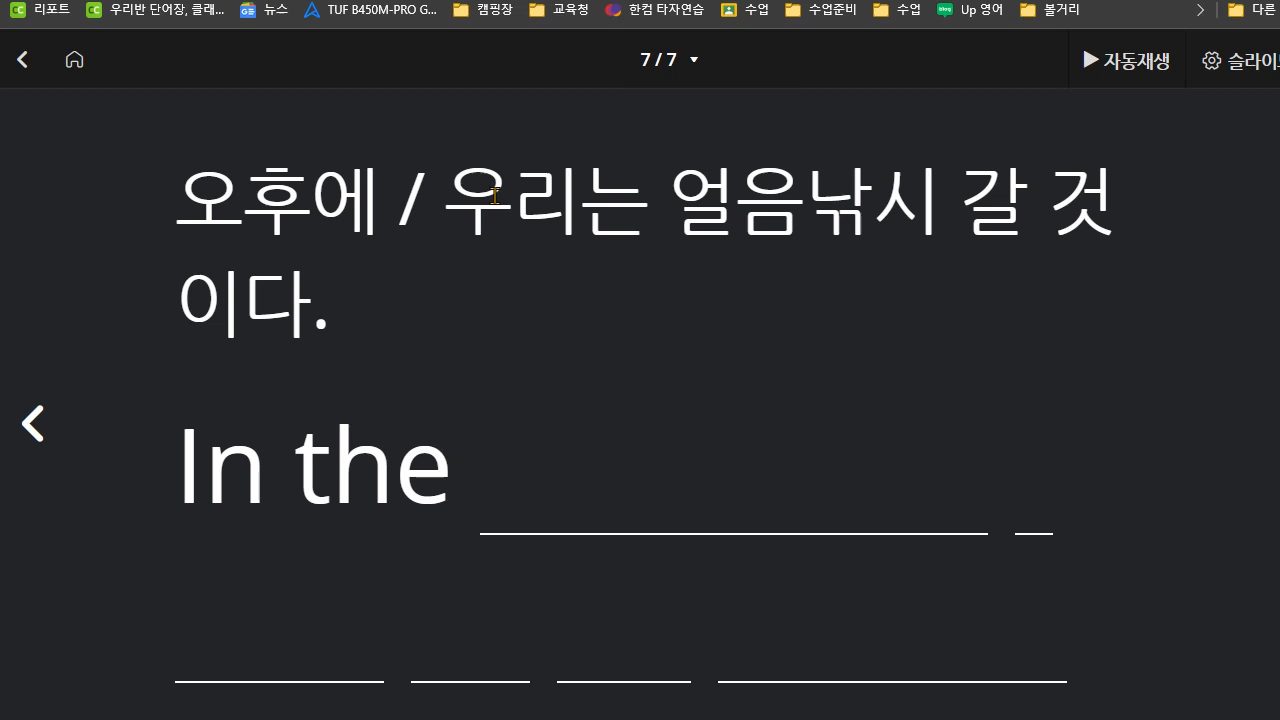 리포트 우리반 단어장, 클래... 뉴스 TUF B450M-PRO G... 캠핑장 교육청 한컴 타자연습 수업 수업준비 수업 Up 영어 볼거리 다른
7 / 7 자동재생 슬라이드
오후에 / 우리는 얼음낚시 갈 것
이다.
In the